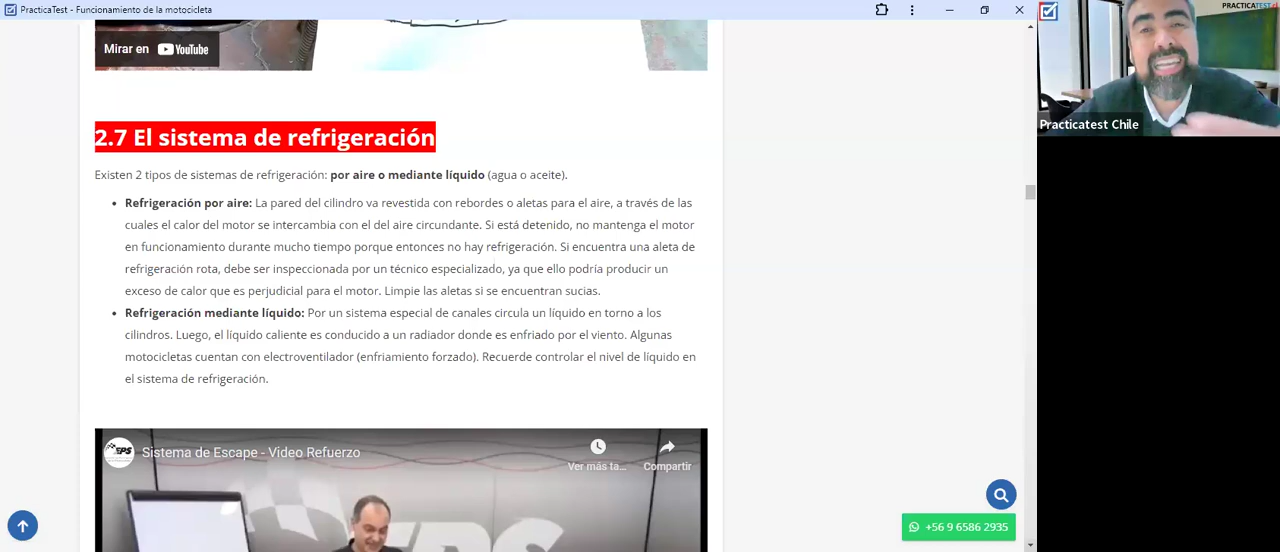 PracticaTest - Funcionamiento de la motocicleta
PRACTICATEST
Mirar en YouTube
Practicatest Chile
2.7 El sistema de refrigeración
Existen 2 tipos de sistemas de refrigeración: por aire o mediante líquido (agua o aceite).
• Refrigeración por aire: La pared del cilindro va revestida con rebordes o aletas para el aire, a través de las
cuales el calor del motor se intercambia con el del aire circundante. Si está detenido, no mantenga el motor
en funcionamiento durante mucho tiempo porque entonces no hay refrigeración. Si encuentra una aleta de
refrigeración rota, debe ser inspeccionada por un técnico especializado, ya que ello podría producir un
exceso de calor que es perjudicial para el motor. Limpie las aletas si se encuentran sucias.
• Refrigeración mediante líquido: Por un sistema especial de canales circula un líquido en torno a los
cilindros. Luego, el líquido caliente es conducido a un radiador donde es enfriado por el viento. Algunas
motocicletas cuentan con electroventilador (enfriamiento forzado). Recuerde controlar el nivel de líquido en
el sistema de refrigeración.
EPS
Sistema de Escape - Video Refuerzo
Ver más ta...
Compartir
+56 9 6586 2935